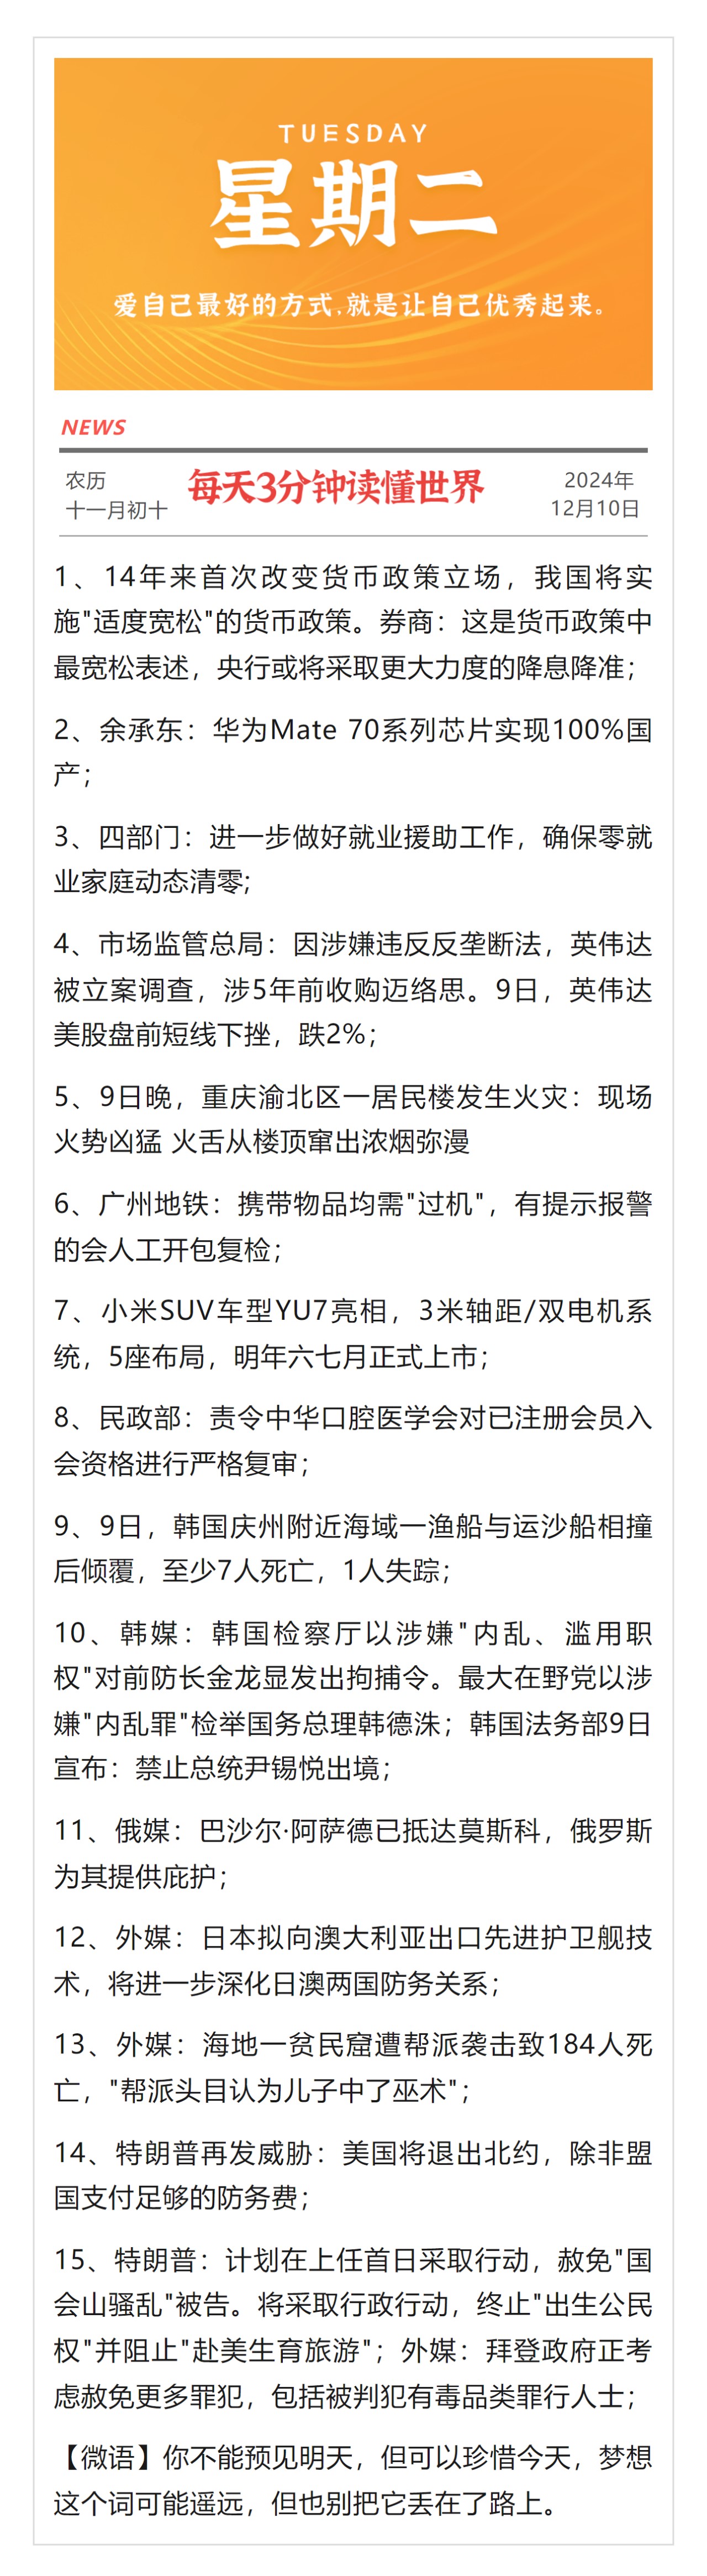 TUESDAY
星期二
爱自己最好的方式,就是让自己优秀起来。
NEWS
农历
十一月初十
每天3分钟读懂世界
2024年
12月10日
1、14年来首次改变货币政策立场，我国将实
施"适度宽松"的货币政策。券商：这是货币政策中
最宽松表述，央行或将采取更大力度的降息降准；
2、余承东：华为Mate 70系列芯片实现100%国
产；
3、四部门：进一步做好就业援助工作，确保零就
业家庭动态清零;
4、市场监管总局：因涉嫌违反反垄断法，英伟达
被立案调查，涉5年前收购迈络思。9日，英伟达
美股盘前短线下挫，跌2%；
5、9日晚，重庆渝北区一居民楼发生火灾：现场
火势凶猛 火舌从楼顶窜出浓烟弥漫
6、广州地铁：携带物品均需"过机"，有提示报警
的会人工开包复检；
7、小米SUV车型YU7亮相，3米轴距/双电机系
统，5座布局，明年六七月正式上市；
8、民政部：责令中华口腔医学会对已注册会员入
会资格进行严格复审；
9、9日，韩国庆州附近海域一渔船与运沙船相撞
后倾覆，至少7人死亡，1人失踪；
10、韩媒：韩国检察厅以涉嫌"内乱、滥用职
权"对前防长金龙显发出拘捕令。最大在野党以涉
嫌"内乱罪"检举国务总理韩德洙；韩国法务部9日
宣布：禁止总统尹锡悦出境；
11、俄媒：巴沙尔·阿萨德已抵达莫斯科，俄罗斯
为其提供庇护；
12、外媒：日本拟向澳大利亚出口先进护卫舰技
术，将进一步深化日澳两国防务关系；
13、外媒：海地一贫民窟遭帮派袭击致184人死
亡，"帮派头目认为儿子中了巫术"；
14、特朗普再发威胁：美国将退出北约，除非盟
国支付足够的防务费；
15、特朗普：计划在上任首日采取行动，赦免"国
会山骚乱"被告。将采取行政行动，终止"出生公民
权"并阻止"赴美生育旅游"；外媒：拜登政府正考
虑赦免更多罪犯，包括被判犯有毒品类罪行人士；
【微语】你不能预见明天，但可以珍惜今天，梦想
这个词可能遥远，但也别把它丢在了路上。